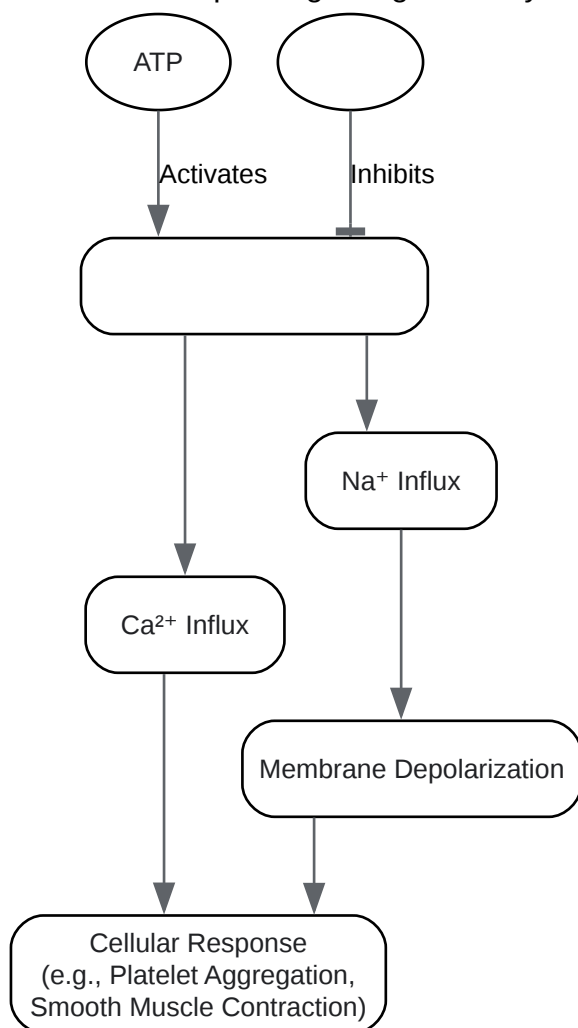 ATP
Activates
Inhibits
Na⁺ Influx
Ca²⁺ Influx
Membrane Depolarization
Cellular Response
(e.g., Platelet Aggregation,
Smooth Muscle Contraction)